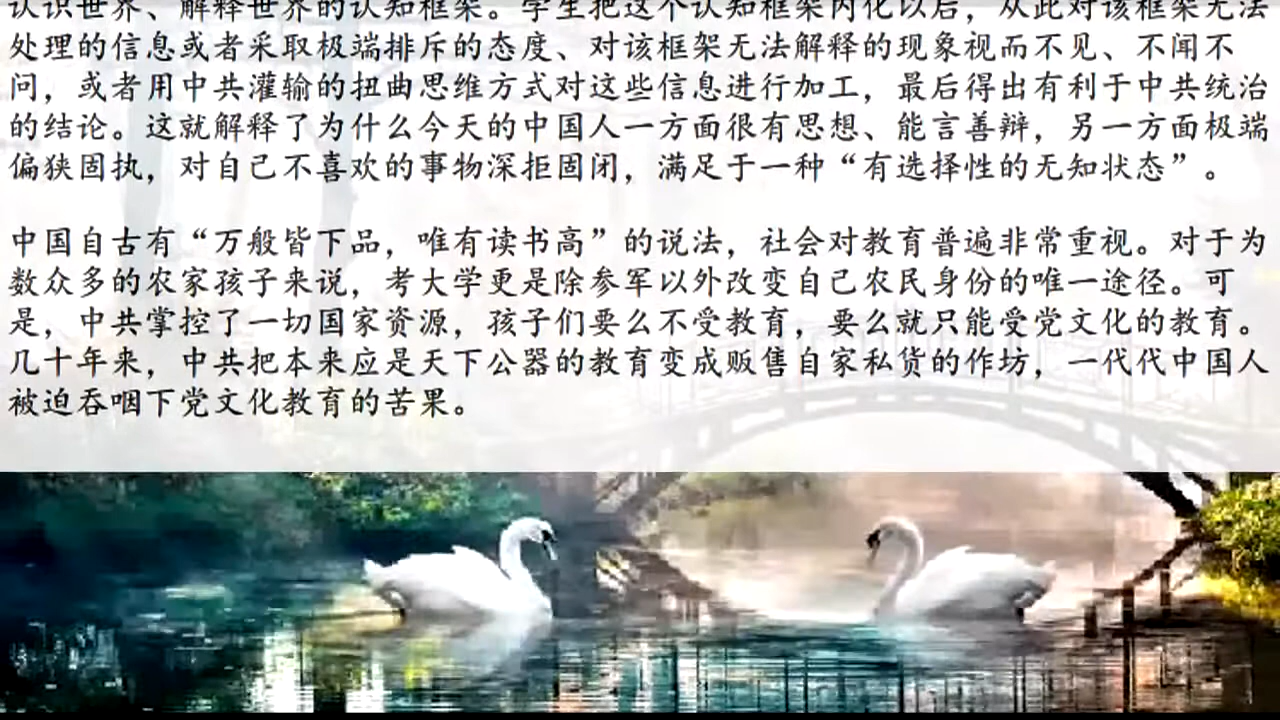 认识世界、解释世界的认知框架。学生把这个认知框架内化以后，从此对该框架无法
处理的信息或者采取极端排斥的态度、对该框架无法解释的现象视而不见、不闻不
问，或者用中共灌输的扭曲思维方式对这些信息进行加工，最后得出有利于中共统治
的结论。这就解释了为什么今天的中国人一方面很有思想、能言善辩，另一方面极端
偏狭固执，对自己不喜欢的事物深拒固闭，满足于一种“有选择性的无知状态”。
中国自古有“万般皆下品，唯有读书高”的说法，社会对教育普遍非常重视。对于为
数众多的农家孩子来说，考大学更是除参军以外改变自己农民身份的唯一途径。可
是，中共掌控了一切国家资源，孩子们要么不受教育，要么就只能受党文化的教育。
几十年来，中共把本来应是天下公器的教育变成贩售自家私货的作坊，一代代中国人
被迫吞咽下党文化教育的苦果。